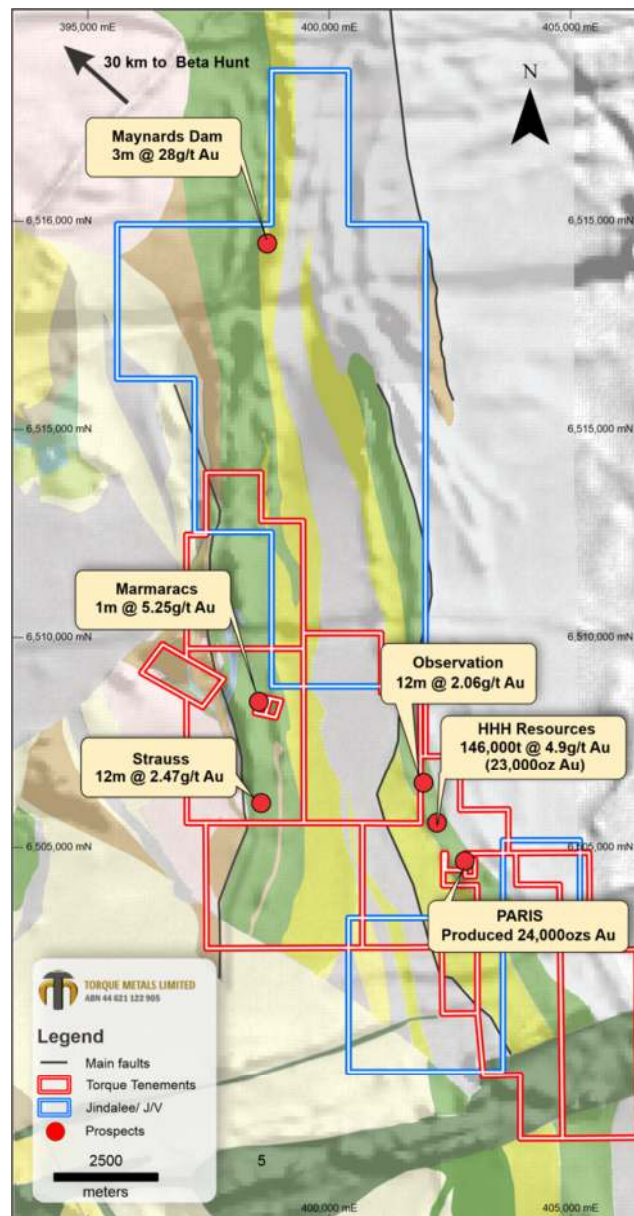 395,000 mE
400,000 mE
405,000 mE
30 km to Beta Hunt
N
Maynards Dam
3m @ 28g/t Au
6,516,000 mN
6,515,000 mN
6,515,000 mN
6,515,000 mN
Marmaracs
1m @ 5.25g/t Au
6,510,000 mN
6,510,000 mN
Observation
12m @ 2.06g/t Au
HHH Resources
146,000t @ 4.9g/t Au
(23,000oz Au)
Strauss
12m @ 2.47g/t Au
6,505,000 mN
6,505,000 mN
PARIS
Produced 24,000ozs Au
TORQUE METALS LIMITED
ABN 44 621 122 905
Legend
Main faults
Torque Tenements
Jindalee/ J/V
Prospects
2500
5
meters
400,000 mE
405,000 mE